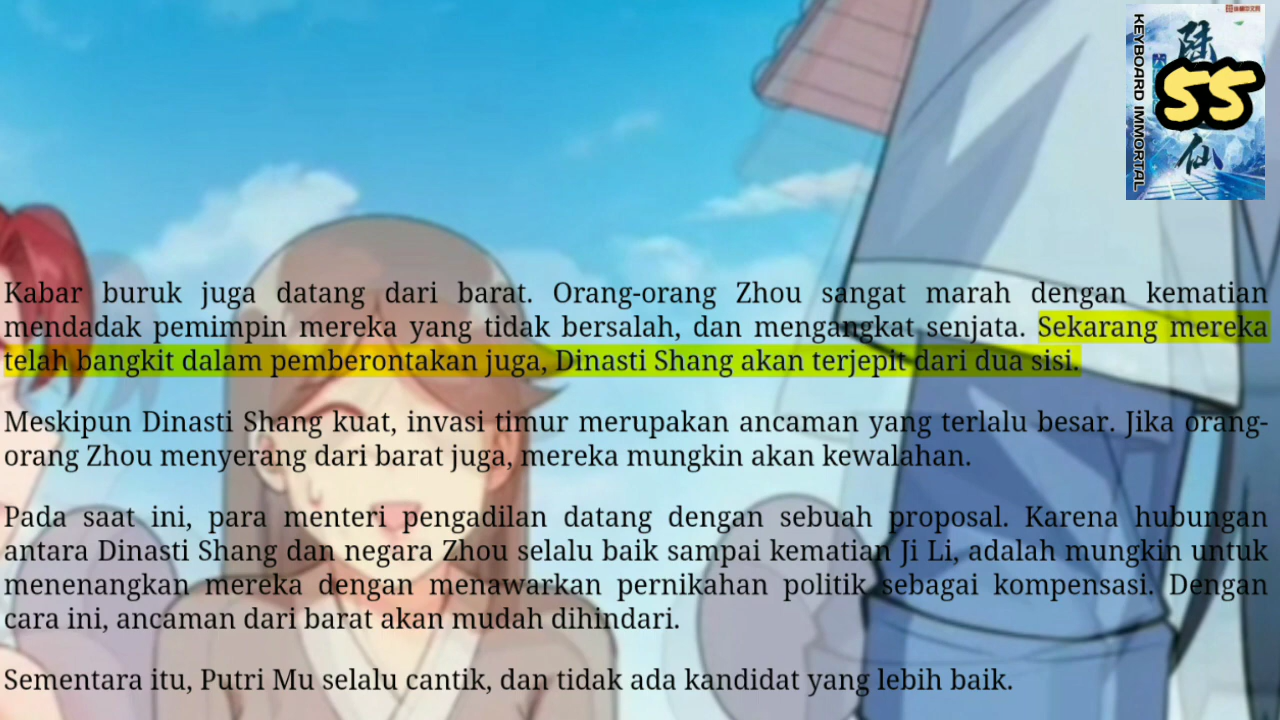 KEYBOARD IMMORTAL
陆
55
仙
Kabar buruk juga datang dari barat. Orang-orang Zhou sangat marah dengan kematian
mendadak pemimpin mereka yang tidak bersalah, dan mengangkat senjata. Sekarang mereka
telah bangkit dalam pemberontakan juga, Dinasti Shang akan terjepit dari dua sisi.
Meskipun Dinasti Shang kuat, invasi timur merupakan ancaman yang terlalu besar. Jika orang-
orang Zhou menyerang dari barat juga, mereka mungkin akan kewalahan.
Pada saat ini, para menteri pengadilan datang dengan sebuah proposal. Karena hubungan
antara Dinasti Shang dan negara Zhou selalu baik sampai kematian Ji Li, adalah mungkin untuk
menenangkan mereka dengan menawarkan pernikahan politik sebagai kompensasi. Dengan
cara ini, ancaman dari barat akan mudah dihindari.
Sementara itu, Putri Mu selalu cantik, dan tidak ada kandidat yang lebih baik.